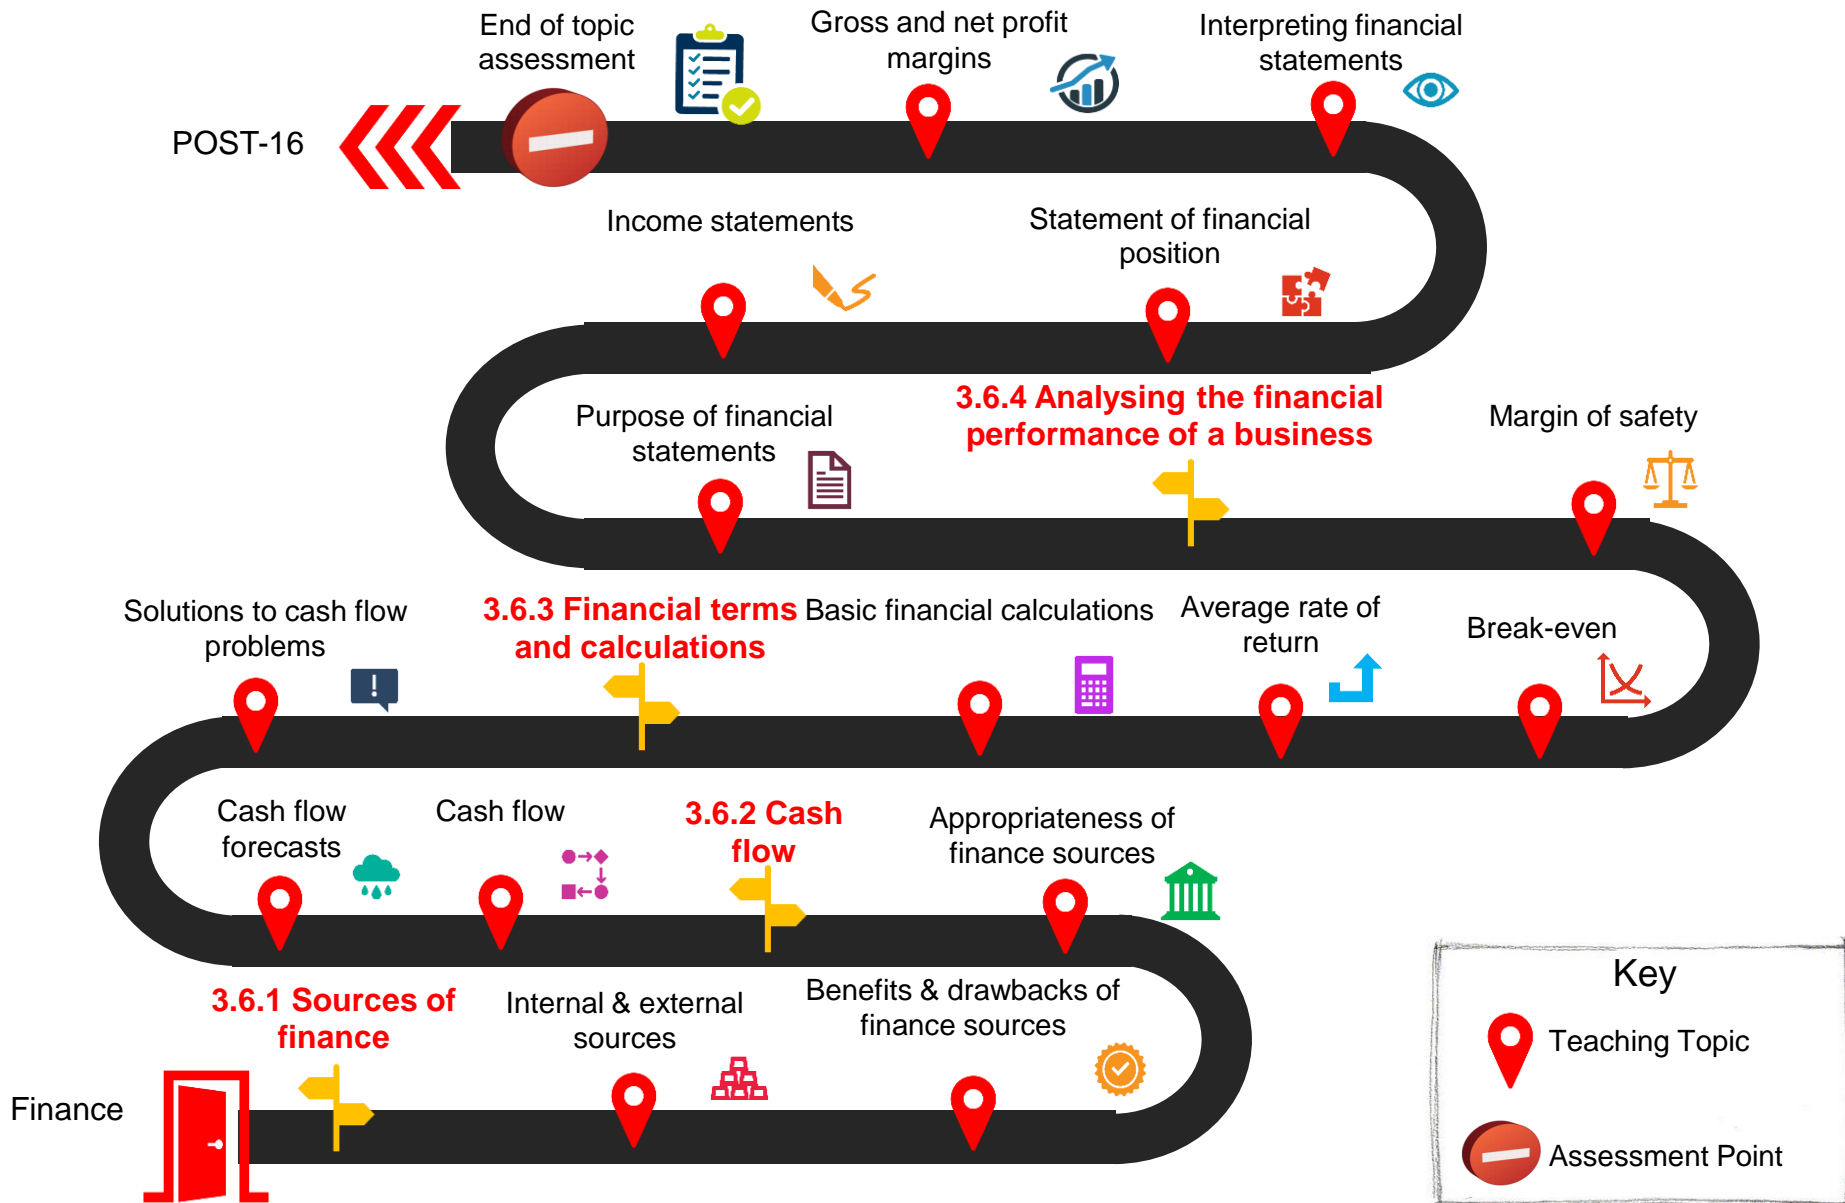 End of topic
assessment
Gross and net profit
margins
Interpreting financial
statements
POST-16
Income statements
Statement of financial
position
Purpose of financial
statements
3.6.4 Analysing the financial
performance of a business
Margin of safety
Solutions to cash flow
problems
3.6.3 Financial terms
and calculations
Basic financial calculations
Average rate of
return
Break-even
Cash flow
forecasts
Cash flow
3.6.2 Cash
flow
Appropriateness of
finance sources
3.6.1 Sources of
finance
Internal & external
sources
Benefits & drawbacks of
finance sources
Finance
Key
Teaching Topic
Assessment Point